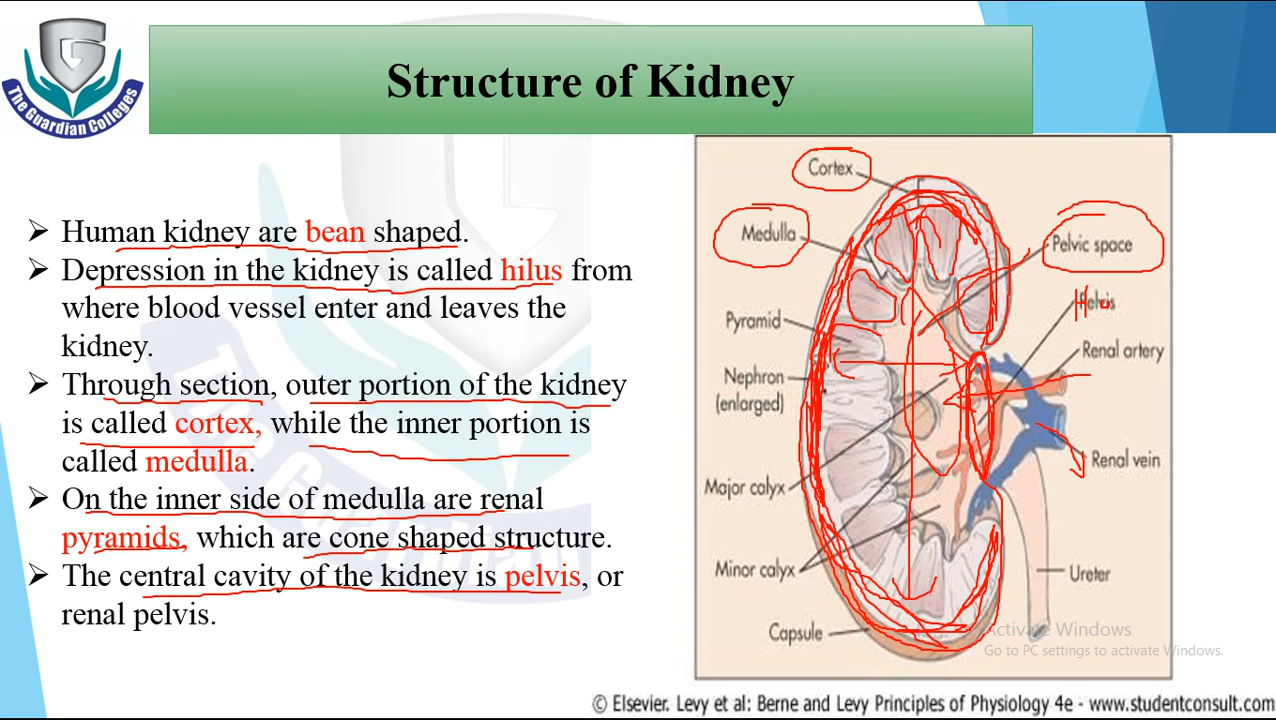 Structure of Kidney
The Guardian Colleges
Human kidney are bean shaped.
Depression in the kidney is called hilus from
where blood vessel enter and leaves the
kidney.
Through section, outer portion of the kidney
is called cortex, while the inner portion is
called medulla.
On the inner side of medulla are renal
pyramids, which are cone shaped structure.
The central cavity of the kidney is pelvis, or
renal pelvis.
Cortex
Medulla
Pelvic space
Pyramid
Pelvis
Renal artery
Nephron
(enlarged)
Major calyx
Renal vein
Minor calyx
Ureter
Capsule
Activate Windows
Go to PC settings to activate Windows.
© Elsevier. Levy et al: Berne and Levy Principles of Physiology 4e - www.studentconsult.com